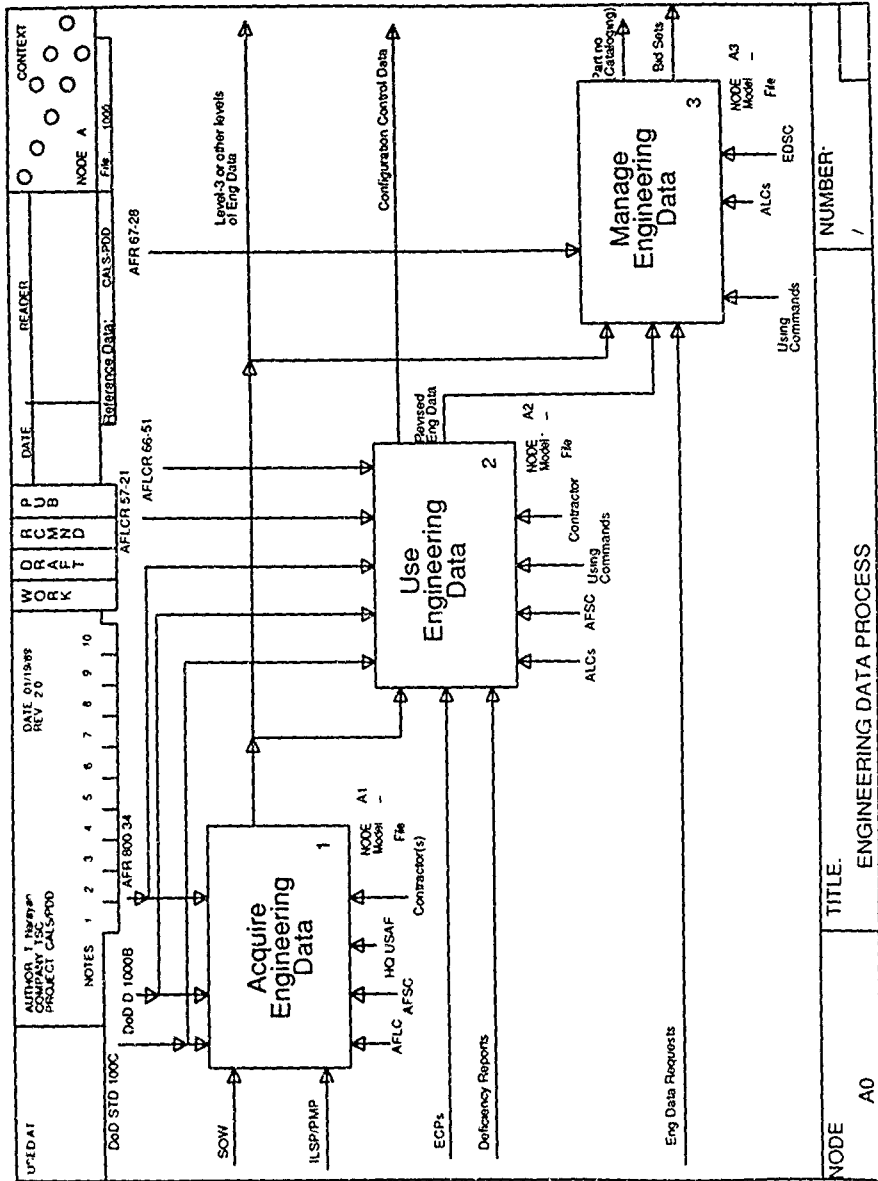 USED AT
AUTHOR T Narayan
COMPANY TSC
PROJECT CALS/PDD
DATE 01/19/89
REV 2.0
NOTES 1 2 3 4 5 6 7 8 9 10
WORK
DRAFT
RCMND
PUB
DATE
READER
CONTEXT
NODE A
Reference Data: CALS-PDD
File 1000
DoD STD 100C
DoD D 1000B
AFR 800 34
AFLCR 57-21
AFLCR 66-51
AFR 67-28
SOW
ILSP/PMP
Acquire
Engineering
Data
1
NODE A1
Model -
File
AFLC
AFSC
HQ USAF
Contractor(s)
Level-3 or other levels
of Eng Data
ECPs
Deficiency Reports
Use
Engineering
Data
2
NODE A2
Model -
File
ALCs
AFSC
Using
Commands
Contractor
Configuration Control Data
Revised
Eng Data
Eng Data Requests
Manage
Engineering
Data
3
NODE A3
Model -
File
Using
Commands
ALCs
EDSC
Part no
Cataloging)
Bid Sets
NODE
A0
TITLE.
ENGINEERING DATA PROCESS
NUMBER
/